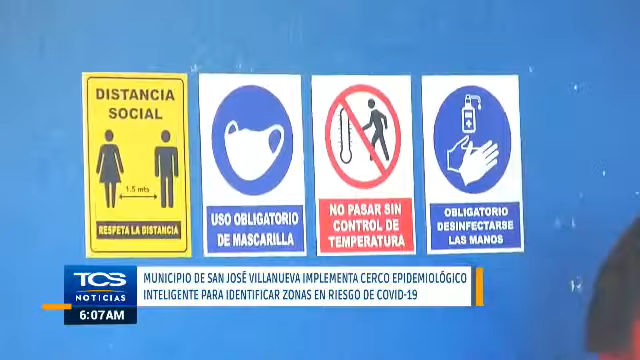 DISTANCIA
SOCIAL
1.5 mts
RESPETA LA DISTANCIA
USO OBLIGATORIO
DE MASCARILLA
NO PASAR SIN
CONTROL DE
TEMPERATURA
OBLIGATORIO
DESINFECTARSE
LAS MANOS
TCS
NOTICIAS
6:07AM
MUNICIPIO DE SAN JOSÉ VILLANUEVA IMPLEMENTA CERCO EPIDEMIOLÓGICO
INTELIGENTE PARA IDENTIFICAR ZONAS EN RIESGO DE COVID-19